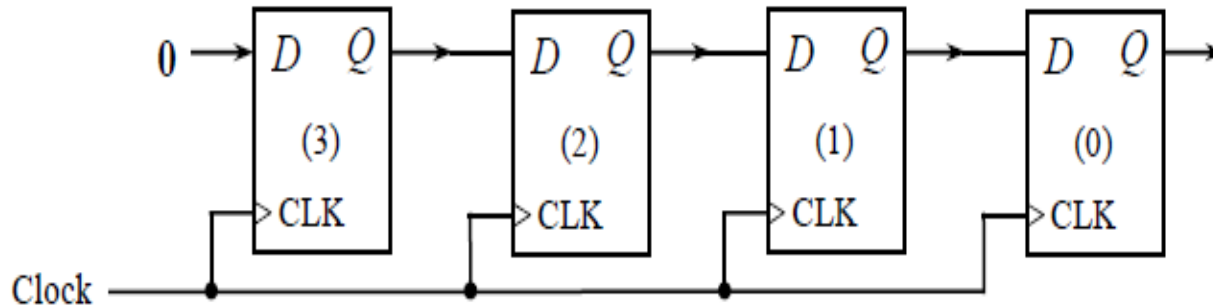 0 D Q D Q D Q D Q
(3) (2) (1) (0)
CLK CLK CLK CLK
Clock